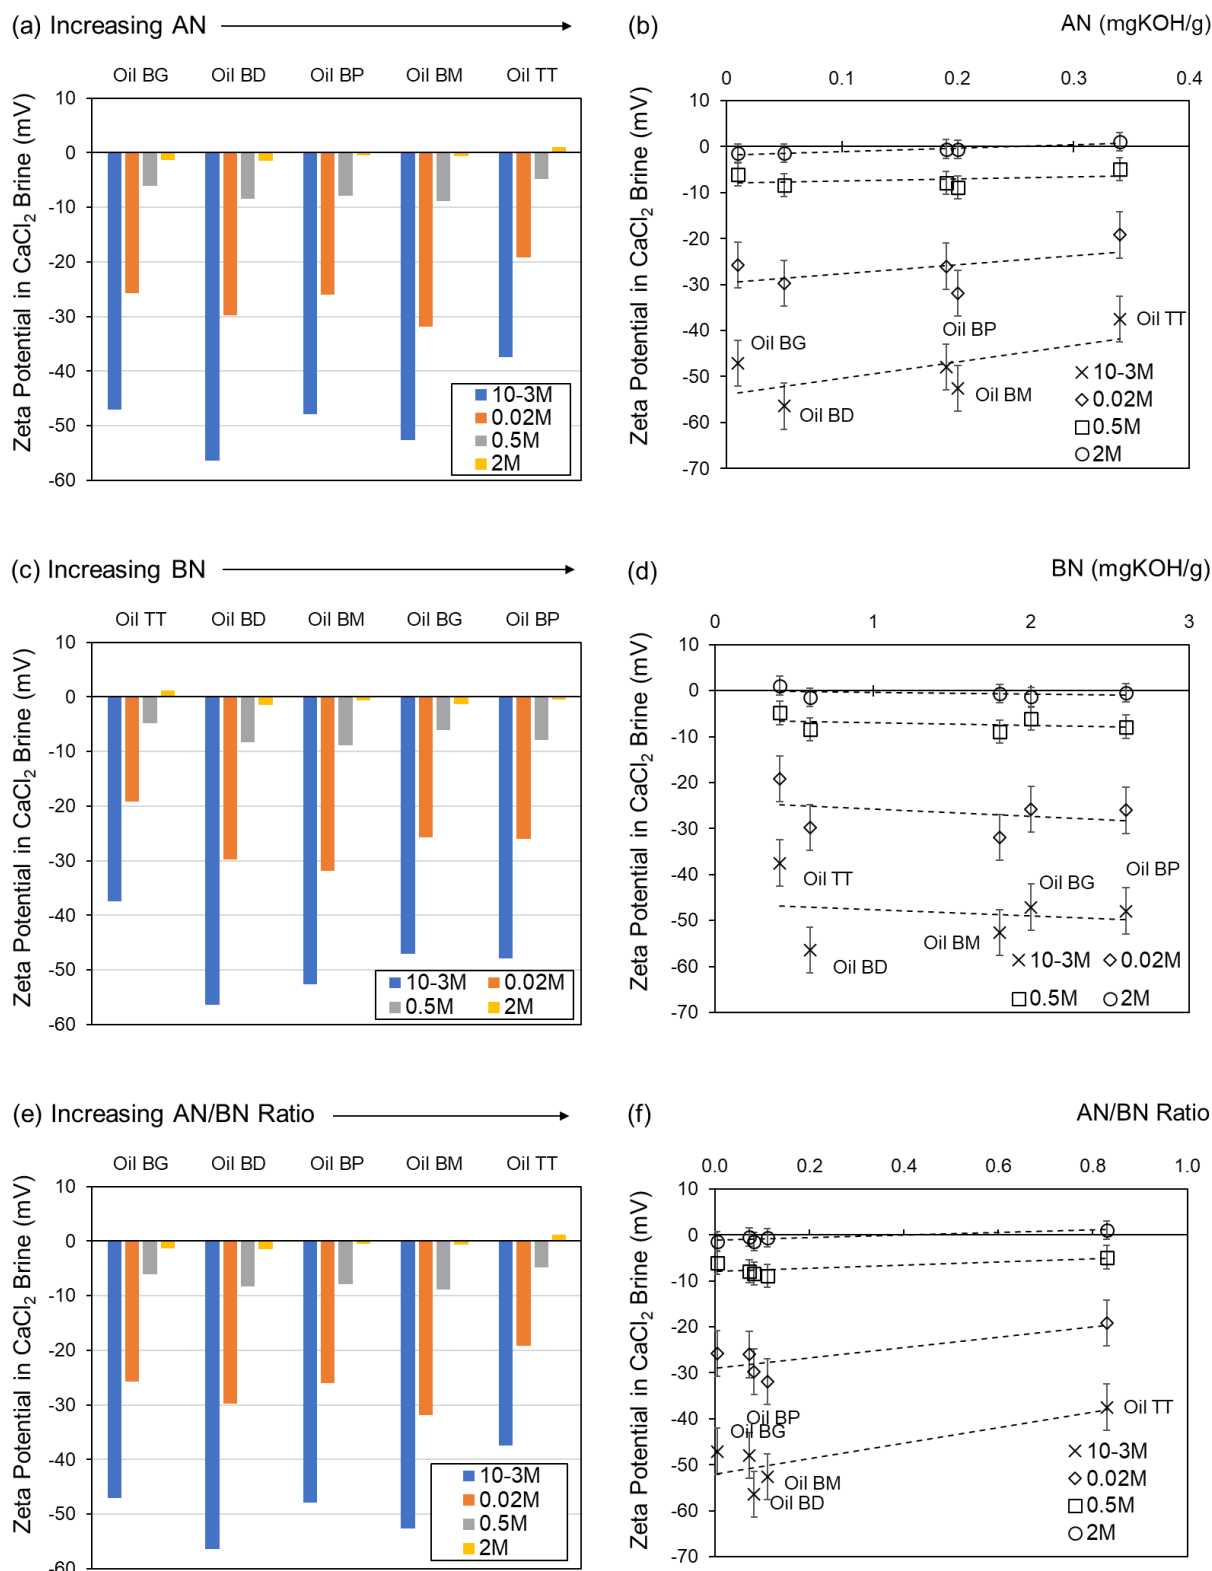 (a) Increasing AN
Oil BG Oil BD Oil BP Oil BM Oil TT
Zeta Potential in CaCl₂ Brine (mV)
10
0
-10
-20
-30
-40
-50
-60
10-3M
0.02M
0.5M
2M
(b)
AN (mgKOH/g)
0 0.1 0.2 0.3 0.4
Zeta Potential in CaCl₂ Brine (mV)
10
0
-10
-20
-30
-40
-50
-60
-70
Oil BG
Oil BD
Oil BP
Oil BM
Oil TT
10-3M
0.02M
0.5M
2M
(c) Increasing BN
Oil TT Oil BD Oil BM Oil BG Oil BP
Zeta Potential in CaCl₂ Brine (mV)
10
0
-10
-20
-30
-40
-50
-60
10-3M 0.02M
0.5M 2M
(d)
BN (mgKOH/g)
0 1 2 3
Zeta Potential in CaCl₂ Brine (mV)
10
0
-10
-20
-30
-40
-50
-60
-70
Oil TT
Oil BD
Oil BM
Oil BG
Oil BP
10-3M 0.02M
0.5M 2M
(e) Increasing AN/BN Ratio
Oil BG Oil BD Oil BP Oil BM Oil TT
Zeta Potential in CaCl₂ Brine (mV)
10
0
-10
-20
-30
-40
-50
-60
10-3M
0.02M
0.5M
2M
(f)
AN/BN Ratio
0.0 0.2 0.4 0.6 0.8 1.0
Zeta Potential in CaCl₂ Brine (mV)
10
0
-10
-20
-30
-40
-50
-60
-70
Oil BP
Oil BG
Oil BM
Oil BD
Oil TT
10-3M
0.02M
0.5M
2M